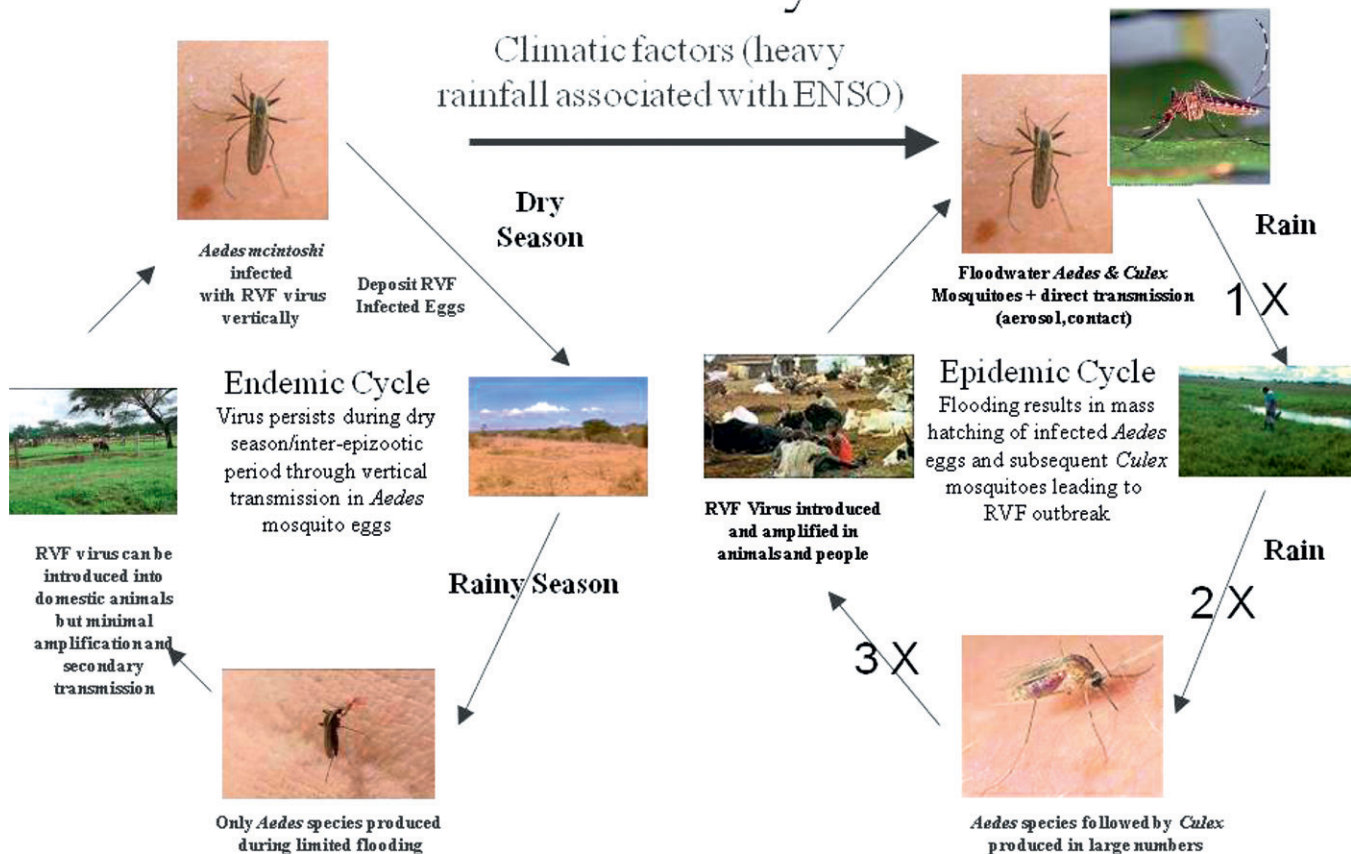 Climatic factors (heavy
rainfall associated with ENSO)
Dry
Season
Aedes mcintoshi
infected
with RVF virus
vertically
Deposit RVF
Infected Eggs
Endemic Cycle
Virus persists during dry
season/inter-epizootic
period through vertical
transmission in Aedes
mosquito eggs
RVF virus can be
introduced into
domestic animals
but minimal
amplification and
secondary
transmission
Rainy Season
Only Aedes species produced
during limited flooding
Floodwater Aedes & Culex
Mosquitoes + direct transmission
(aerosol,contact)
Rain
1 X
Epidemic Cycle
Flooding results in mass
hatching of infected Aedes
eggs and subsequent Culex
mosquitoes leading to
RVF outbreak
RVF Virus introduced
and amplified in
animals and people
Rain
2 X
3 X
Aedes species followed by Culex
produced in large numbers